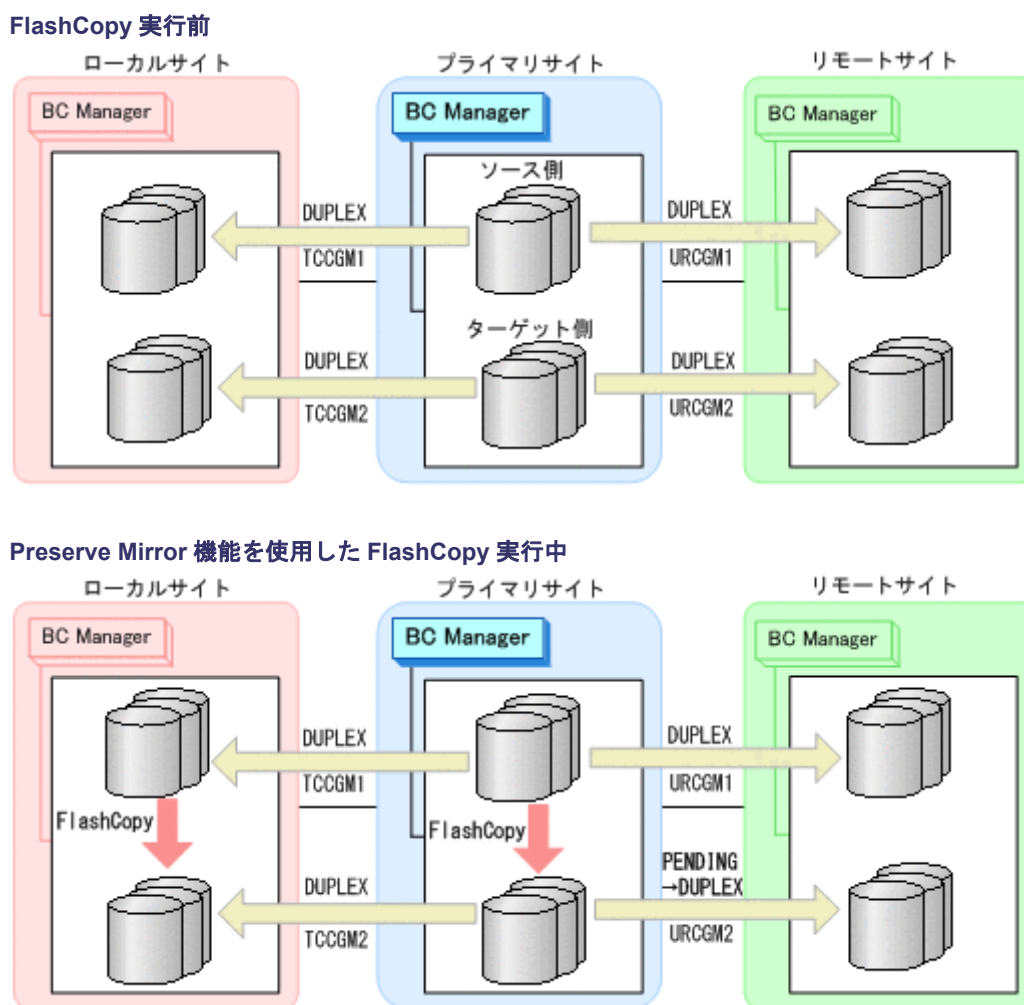 FlashCopy 実行前
ローカルサイト
プライマリサイト
リモートサイト
BC Manager
BC Manager
BC Manager
ソース側
DUPLEX
DUPLEX
TCCGM1
URCGM1
ターゲット側
DUPLEX
DUPLEX
TCCGM2
URCGM2
Preserve Mirror 機能を使用した FlashCopy 実行中
ローカルサイト
プライマリサイト
リモートサイト
BC Manager
BC Manager
BC Manager
DUPLEX
DUPLEX
TCCGM1
URCGM1
FlashCopy
FlashCopy
PENDING
→DUPLEX
DUPLEX
TCCGM2
URCGM2